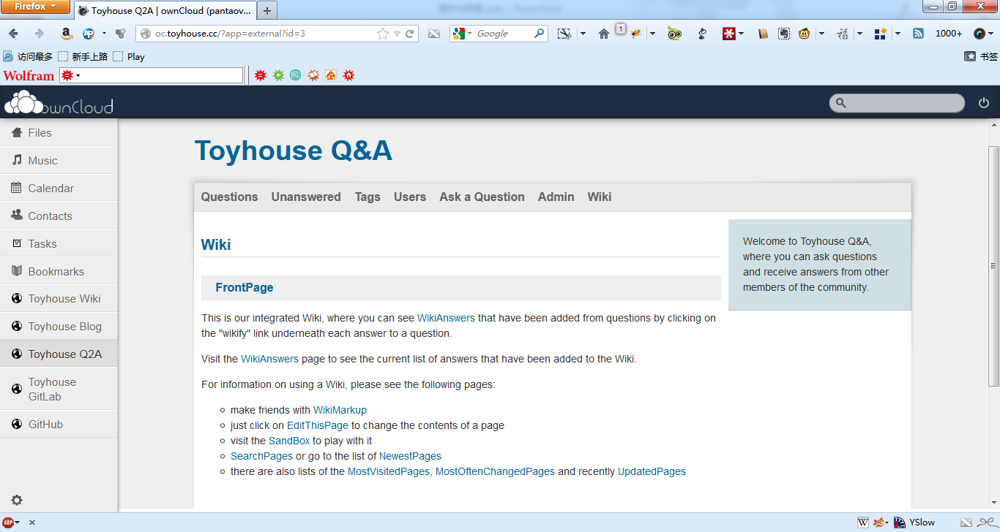 Firefox
Toyhouse Q2A | ownCloud (pantaov...
oc.toyhouse.cc/?app=external?id=3
Google
1
1000+
访问最多
新手上路
Play
书签
Wolfram
ownCloud
Files
Music
Calendar
Contacts
Tasks
Bookmarks
Toyhouse Wiki
Toyhouse Blog
Toyhouse Q2A
Toyhouse
GitLab
GitHub
Toyhouse Q&A
Questions Unanswered Tags Users Ask a Question Admin Wiki
Wiki
FrontPage
This is our integrated Wiki, where you can see WikiAnswers that have been added from questions by clicking on
the "wikify" link underneath each answer to a question.
Visit the WikiAnswers page to see the current list of answers that have been added to the Wiki.
For information on using a Wiki, please see the following pages:
make friends with WikiMarkup
just click on EditThisPage to change the contents of a page
visit the SandBox to play with it
SearchPages or go to the list of NewestPages
there are also lists of the MostVisitedPages, MostOftenChangedPages and recently UpdatedPages
Welcome to Toyhouse Q&A,
where you can ask questions
and receive answers from other
members of the community.
ABP
W
YSlow